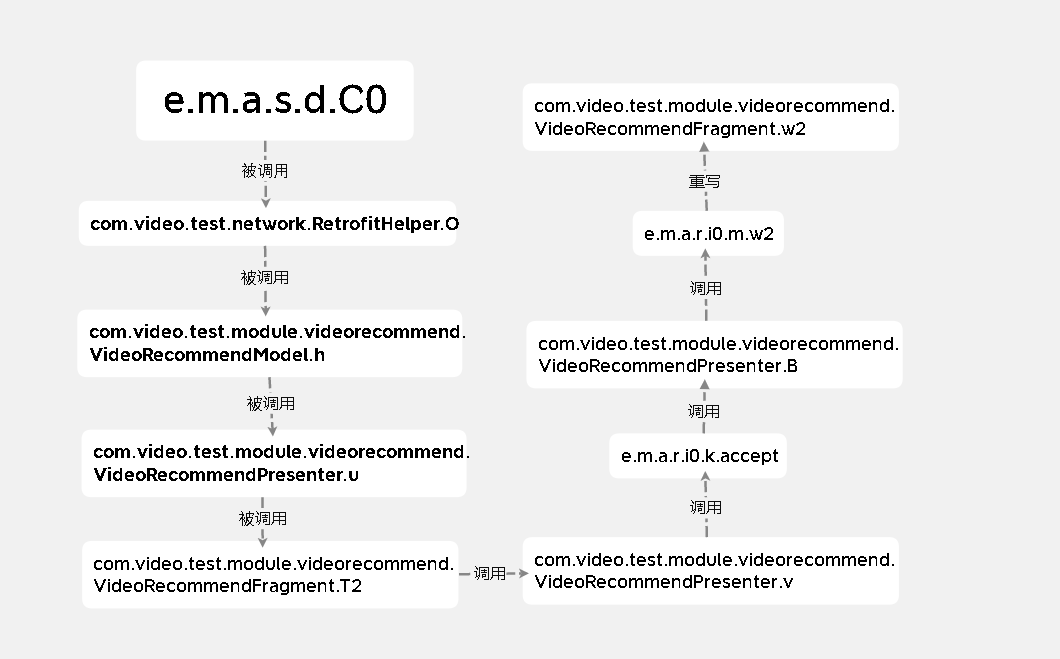 e.m.a.s.d.C0
被调用
com.video.test.network.RetrofitHelper.O
被调用
com.video.test.module.videorecommend.
VideoRecommendModel.h
被调用
com.video.test.module.videorecommend.
VideoRecommendPresenter.u
被调用
com.video.test.module.videorecommend.
VideoRecommendFragment.T2
调用
com.video.test.module.videorecommend.
VideoRecommendPresenter.v
调用
e.m.a.r.i0.k.accept
调用
com.video.test.module.videorecommend.
VideoRecommendPresenter.B
调用
e.m.a.r.i0.m.w2
重写
com.video.test.module.videorecommend.
VideoRecommendFragment.w2